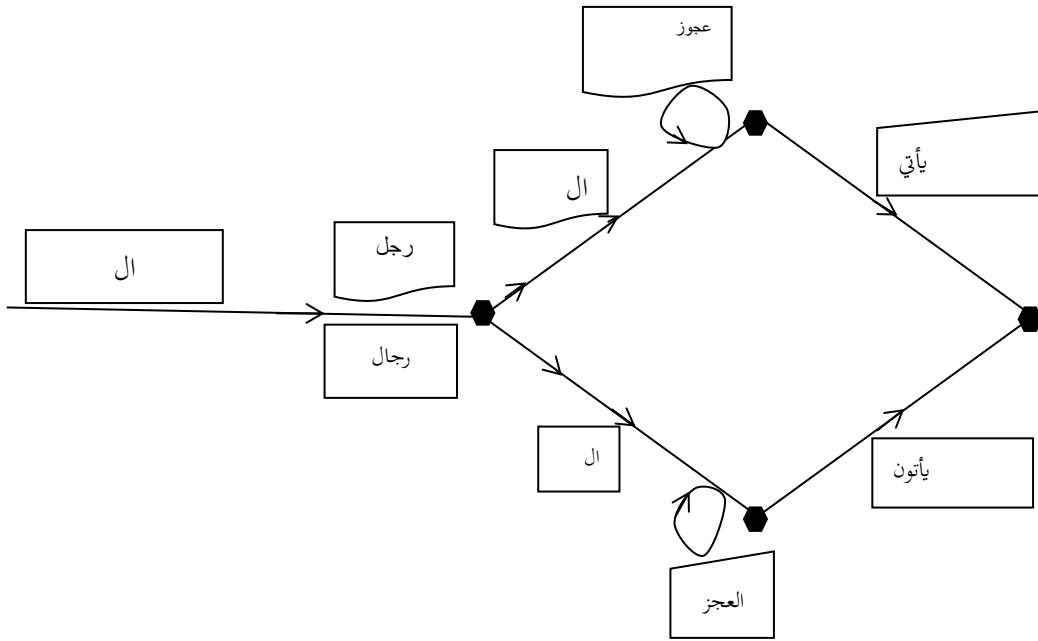 عجوز
يأتي
ال
رجل
ال
رجال
ال
يأتون
العجز